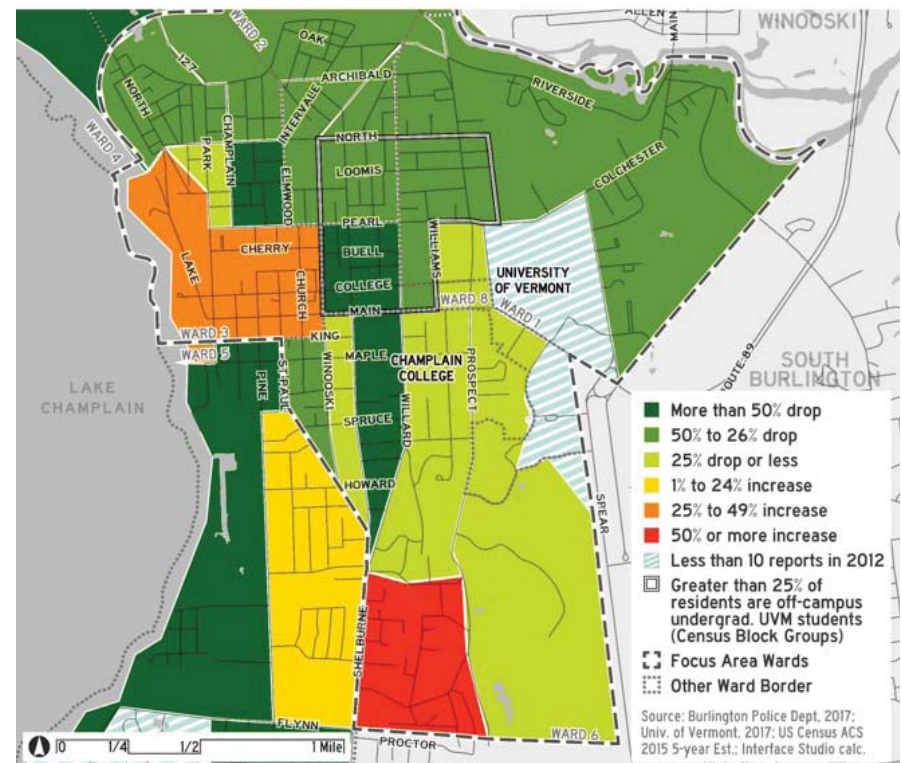 ALLEN
MAIN
WINOOSKI
WARD 2
OAK
127
ARCHIBALD
NORTH
INTERVALE
RIVERSIDE
WARD 4
PARK
CHAMPLAIN
NORTH
COLCHESTER
LOOMIS
ELMWOOD
PEARL
WILLIAMS
CHERRY
BUELL
LAKE
CHURCH
COLLEGE
UNIVERSITY
OF VERMONT
MAIN
WARD 8
WARD 1
WARD 3
KING
WARD 5
MAPLE
CHAMPLAIN
COLLEGE
PROSPECT
ROUTE 89
SOUTH
BURLINGTON
LAKE
CHAMPLAIN
PINE
ST PAUL
WINOOSKI
SPRUCE
WILLARD
HOWARD
SPEAR
SHELBURNE
FLYNN
PROCTOR
WARD 6
0 1/4 1/2 1 Mile
More than 50% drop
50% to 26% drop
25% drop or less
1% to 24% increase
25% to 49% increase
50% or more increase
Less than 10 reports in 2012
Greater than 25% of
residents are off-campus
undergrad. UVM students
(Census Block Groups)
Focus Area Wards
Other Ward Border
Source: Burlington Police Dept, 2017;
Univ. of Vermont, 2017; US Census ACS
2015 5-year Est.; Interface Studio calc.